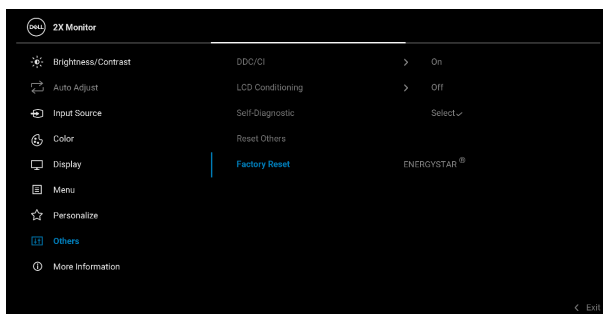 DELL 2X Monitor
Brightness/Contrast DDC/CI > On
Auto Adjust LCD Conditioning > Off
Input Source Self-Diagnostic Select✓
Color Reset Others
Display Factory Reset ENERGYSTAR®
Menu
Personalize
Others
More Information
< Exit